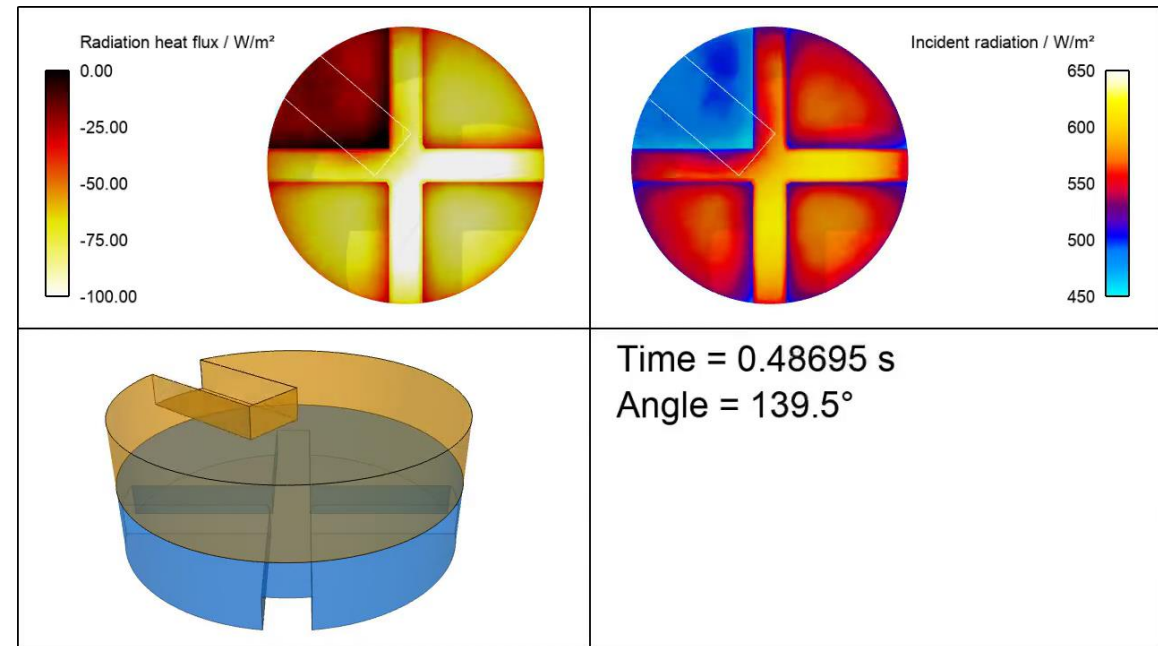 Radiation heat flux / W/m²
0.00
-25.00
-50.00
-75.00
-100.00
Incident radiation / W/m²
650
600
550
500
450
Time = 0.48695 s
Angle = 139.5°